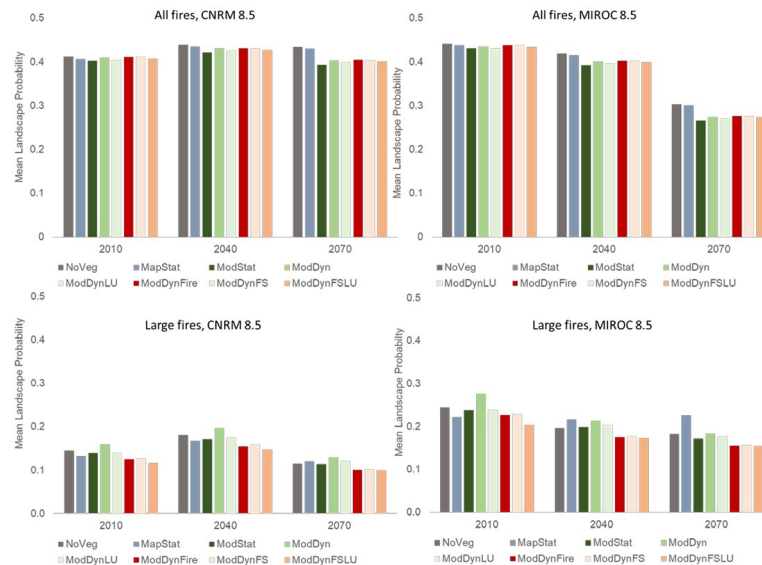 All fires, CNRM 8.5
Mean Landscape Probability
0.5
0.4
0.3
0.2
0.1
0
2010 2040 2070
NoVeg MapStat ModStat ModDyn
ModDynLU ModDynFire ModDynFS ModDynFSLU
All fires, MIROC 8.5
Mean Landscape Probability
0.5
0.4
0.3
0.2
0.1
0
2010 2040 2070
NoVeg MapStat ModStat ModDyn
ModDynLU ModDynFire ModDynFS ModDynFSLU
Large fires, CNRM 8.5
Mean Landscape Probability
0.5
0.4
0.3
0.2
0.1
0.0
2010 2040 2070
NoVeg MapStat ModStat ModDyn
ModDynLU ModDynFire ModDynFS ModDynFSLU
Large fires, MIROC 8.5
Mean Landscape Probability
0.5
0.4
0.3
0.2
0.1
0.0
2010 2040 2070
NoVeg MapStat ModStat ModDyn
ModDynLU ModDynFire ModDynFS ModDynFSLU